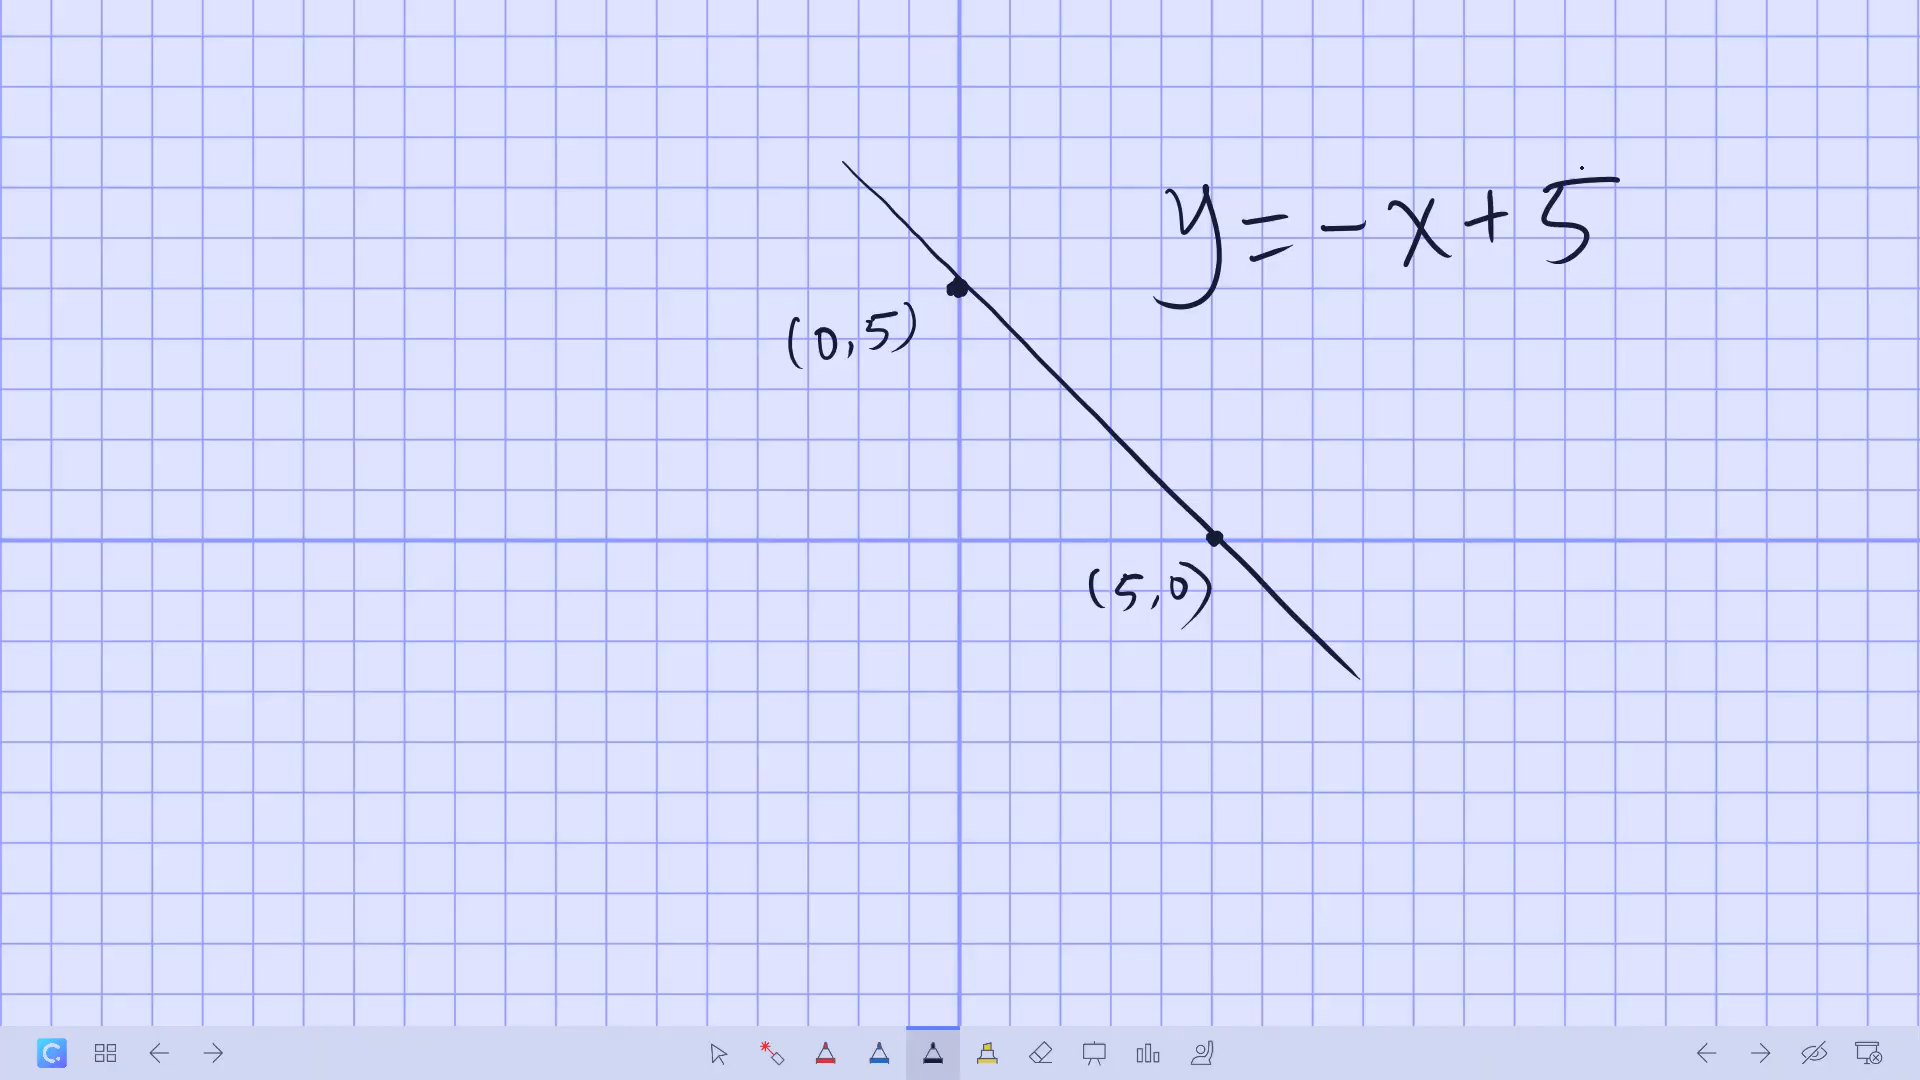 y = -x + 5
(0, 5)
(5, 0)